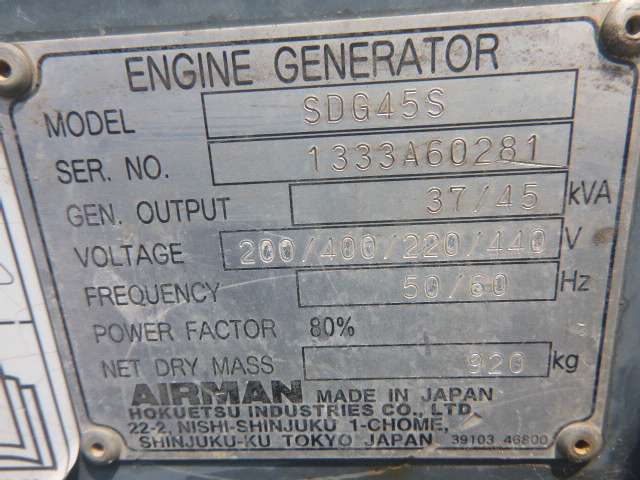 ENGINE GENERATOR
MODEL SDG45S
SER. NO. 1333A60281
GEN. OUTPUT 37/45 kVA
VOLTAGE 200/400/220/440 V
FREQUENCY 50/60 Hz
POWER FACTOR 80%
NET DRY MASS 920 kg
AIRMAN MADE IN JAPAN
HOKUETSU INDUSTRIES CO., LTD.
22-2, NISHI-SHINJUKU 1-CHOME,
SHINJUKU-KU TOKYO JAPAN 39103 46800